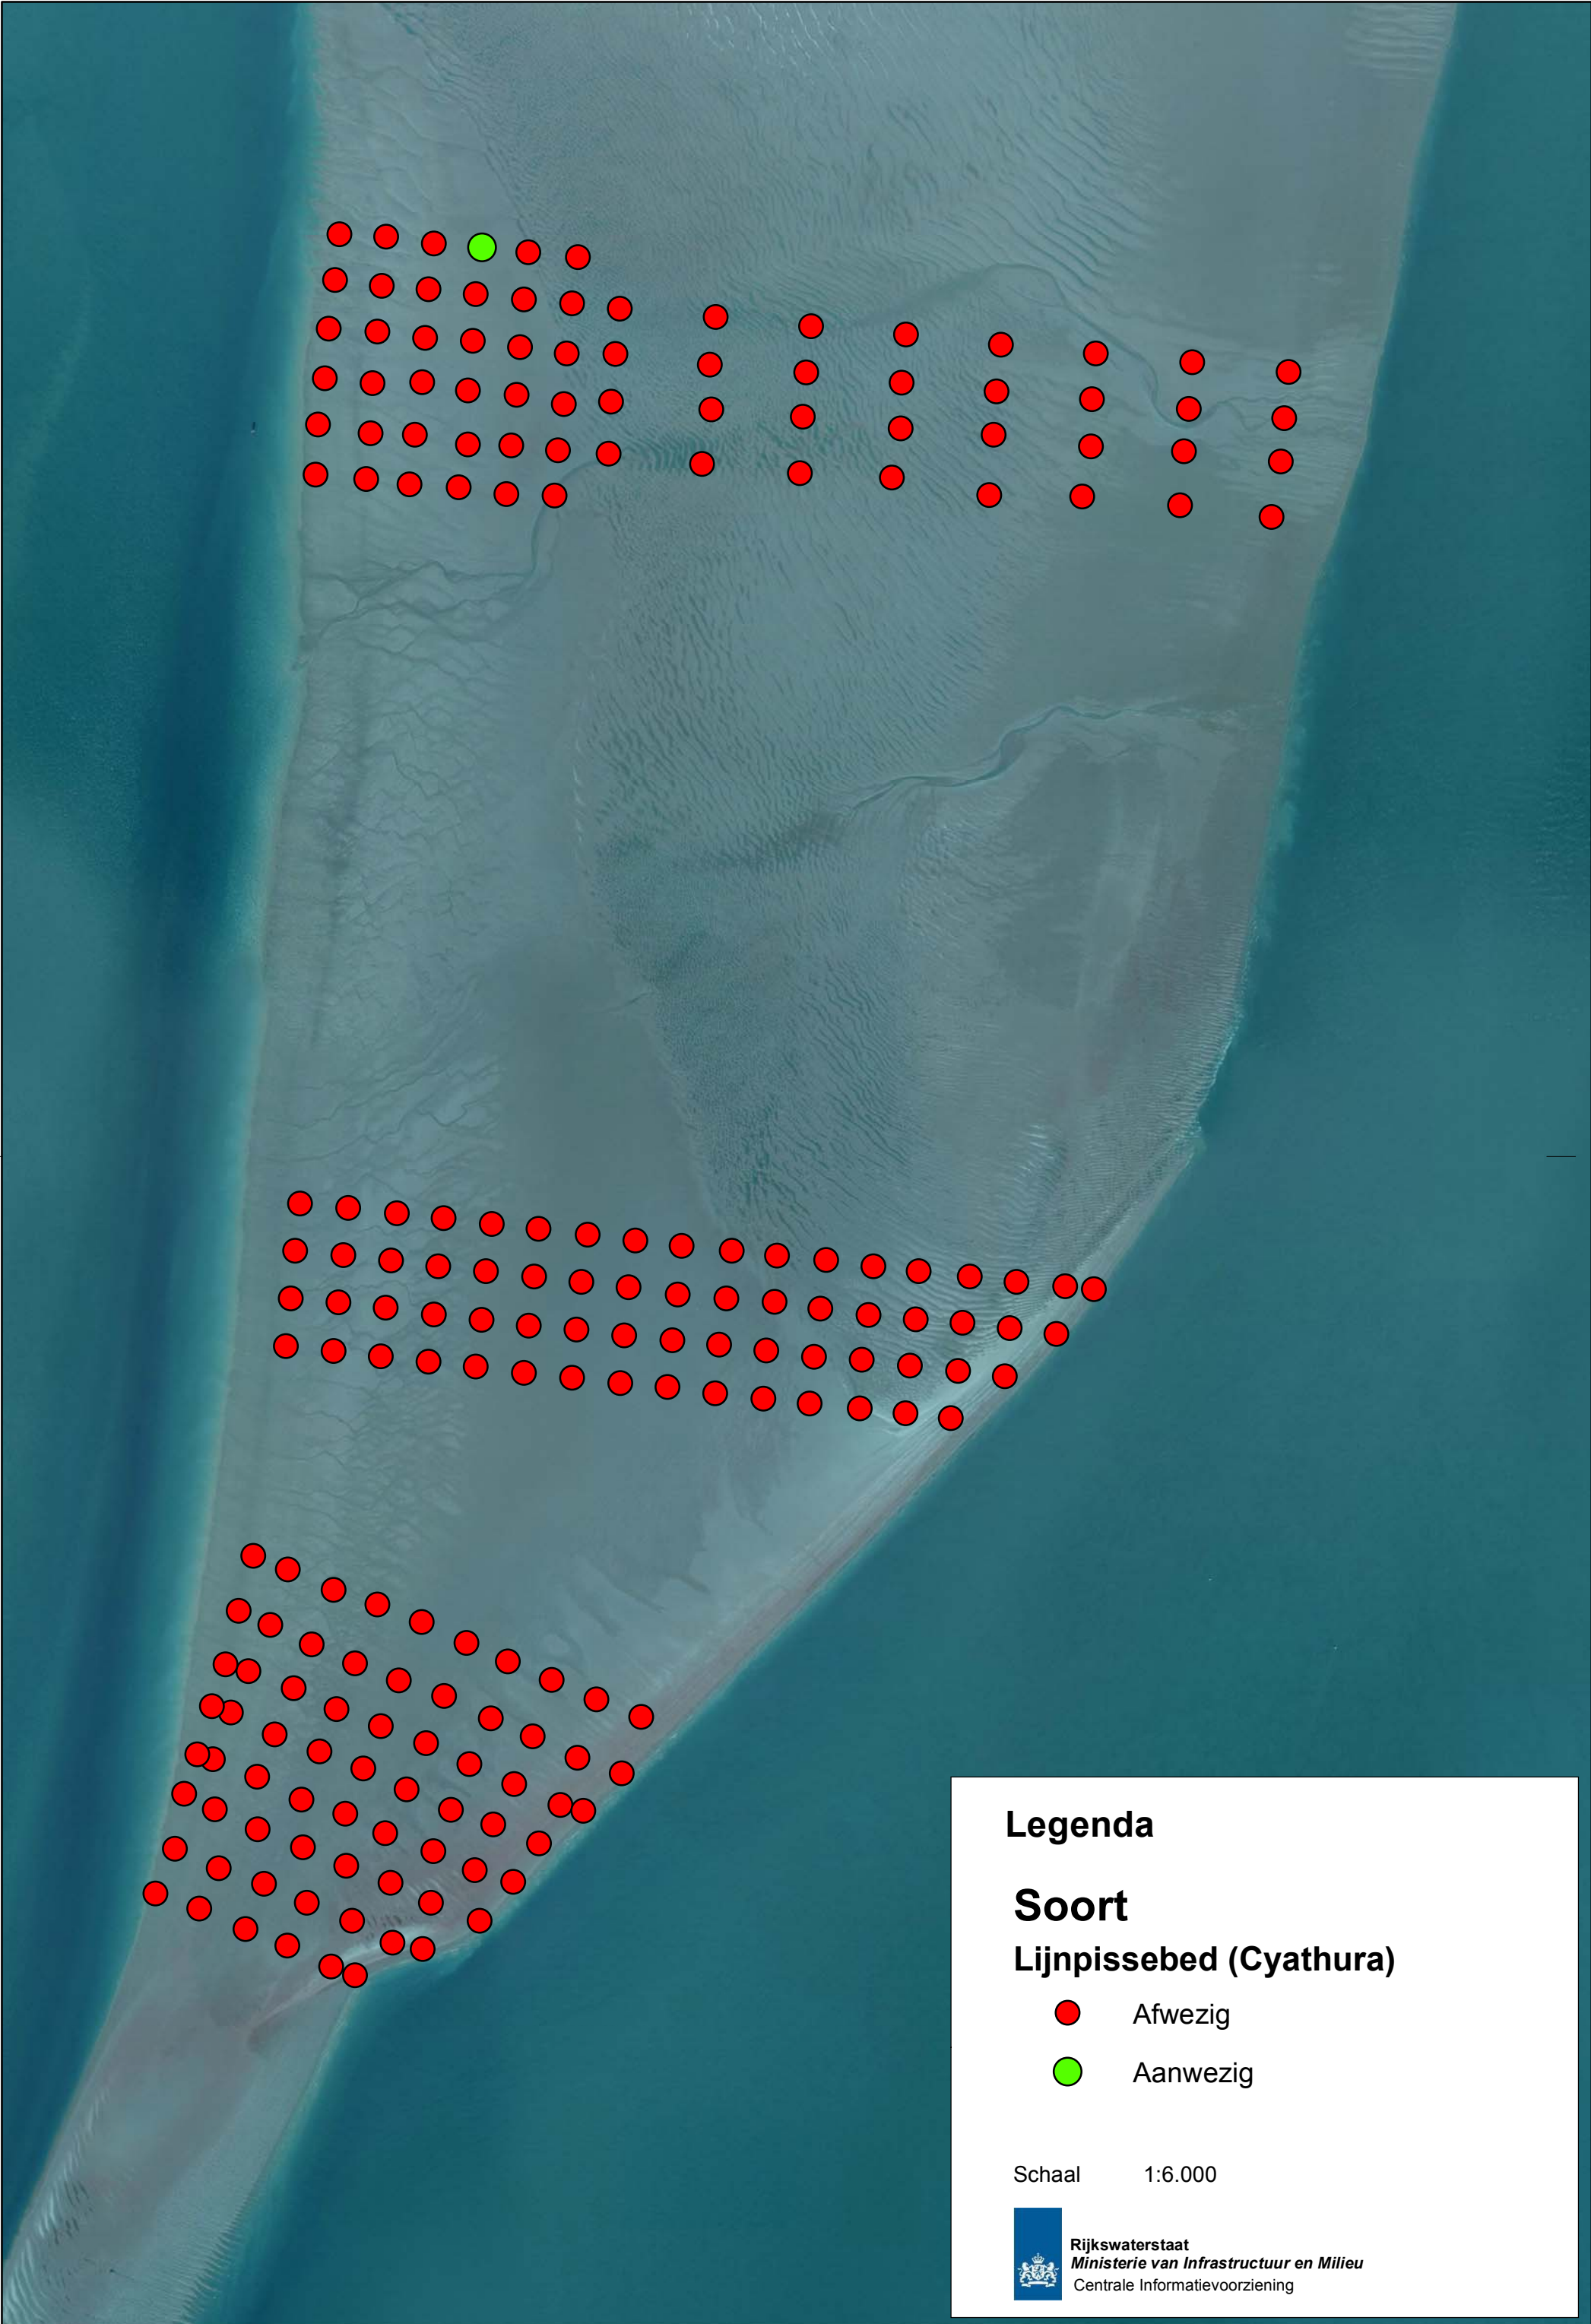 Legenda
Soort
Lijnpissebed (Cyathura)
Afwezig
Aanwezig
Schaal 1:6.000
Rijkswaterstaat
Ministerie van Infrastructuur en Milieu
Centrale Informatievoorziening